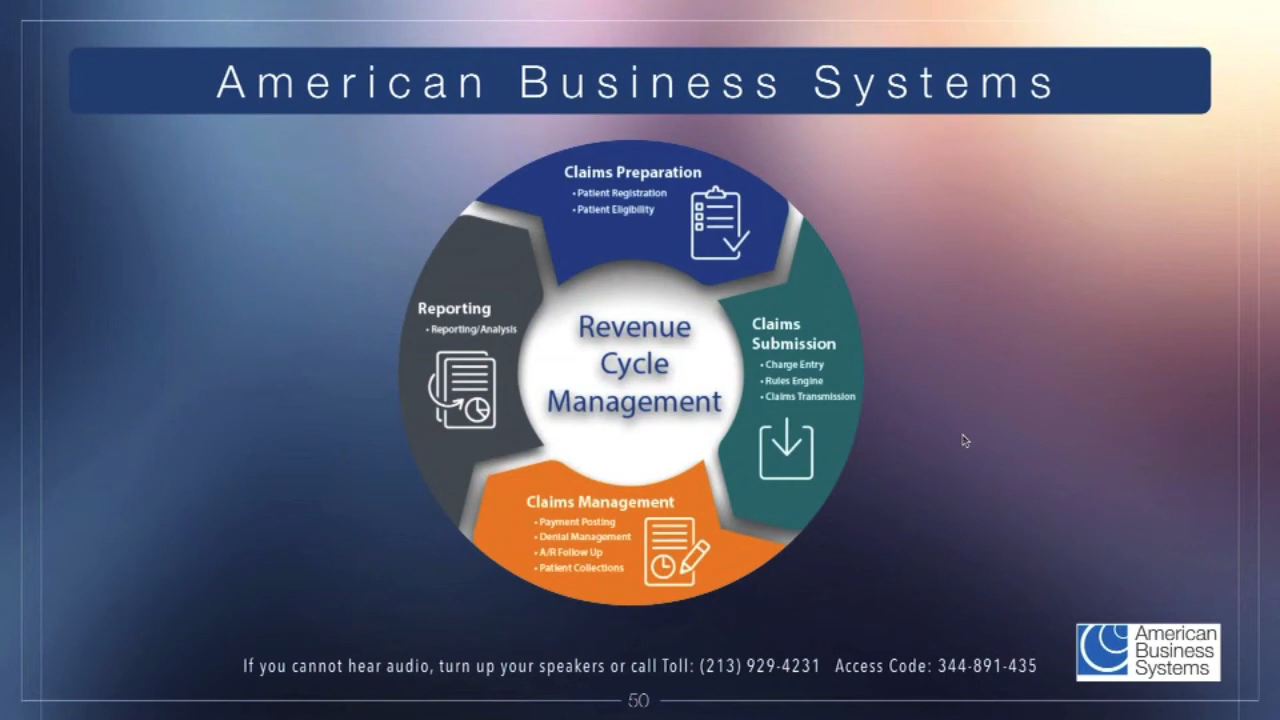 American Business Systems
Claims Preparation
• Patient Registration
• Patient Eligibility
Claims
Submission
• Charge Entry
• Rules Engine
• Claims Transmission
Claims Management
• Payment Posting
• Denial Management
• A/R Follow Up
• Patient Collections
Reporting
• Reporting/Analysis
Revenue
Cycle
Management
If you cannot hear audio, turn up your speakers or call Toll: (213) 929-4231 Access Code: 344-891-435
American
Business
Systems
50